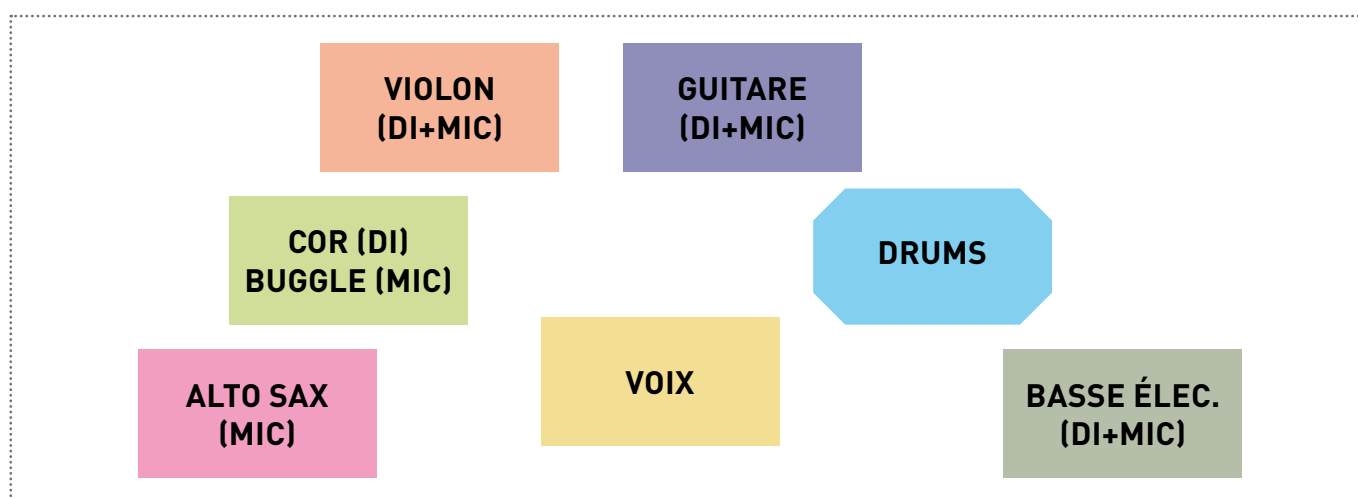 VIOLON
(DI+MIC)
GUITARE
(DI+MIC)
COR (DI)
BUGGLE (MIC)
DRUMS
ALTO SAX
(MIC)
VOIX
BASSE ÉLEC.
(DI+MIC)